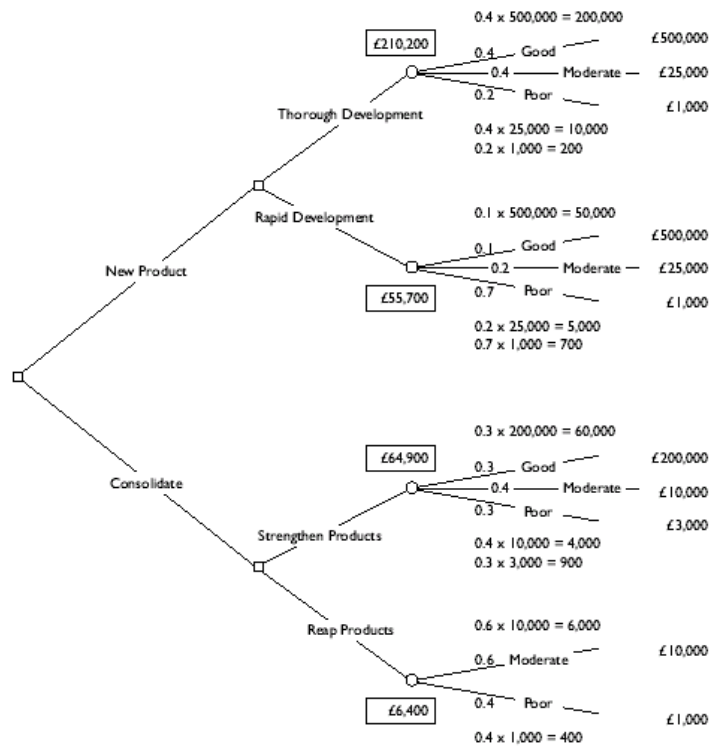 0.4 x 500,000 = 200,000
£210,200
0.4 Good £500,000
0.4 Moderate £25,000
0.2 Poor £1,000
Thorough Development
0.4 x 25,000 = 10,000
0.2 x 1,000 = 200
Rapid Development
0.1 x 500,000 = 50,000
0.1 Good £500,000
0.2 Moderate £25,000
New Product
0.7 Poor £1,000
£55,700
0.2 x 25,000 = 5,000
0.7 x 1,000 = 700
0.3 x 200,000 = 60,000
£64,900
0.3 Good £200,000
Consolidate
0.4 Moderate £10,000
0.3 Poor £3,000
Strengthen Products
0.4 x 10,000 = 4,000
0.3 x 3,000 = 900
Reap Products
0.6 x 10,000 = 6,000
0.6 Moderate £10,000
0.4 Poor £1,000
£6,400
0.4 x 1,000 = 400